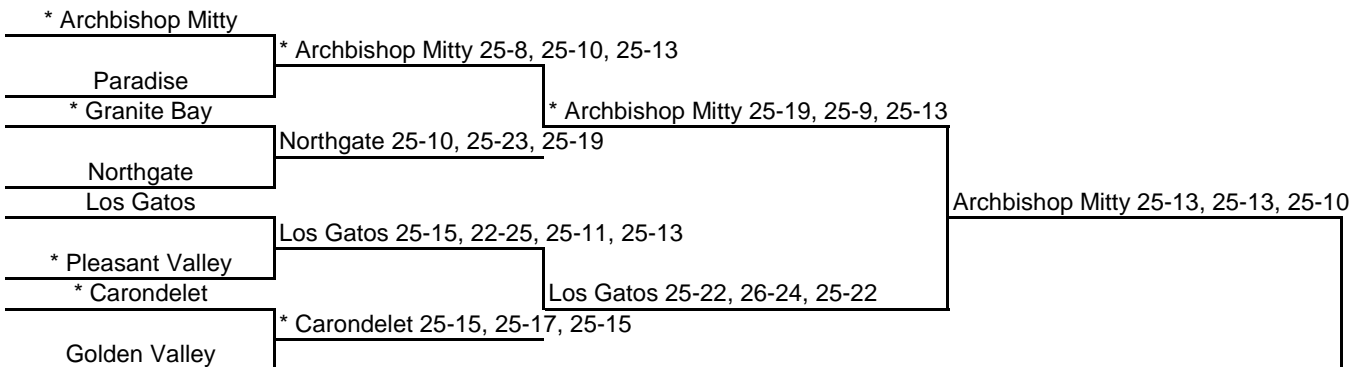 * Archbishop Mitty
* Archbishop Mitty 25-8, 25-10, 25-13
Paradise
* Granite Bay
* Archbishop Mitty 25-19, 25-9, 25-13
Northgate 25-10, 25-23, 25-19
Northgate
Los Gatos
Archbishop Mitty 25-13, 25-13, 25-10
Los Gatos 25-15, 22-25, 25-11, 25-13
* Pleasant Valley
* Carondelet
Los Gatos 25-22, 26-24, 25-22
* Carondelet 25-15, 25-17, 25-15
Golden Valley